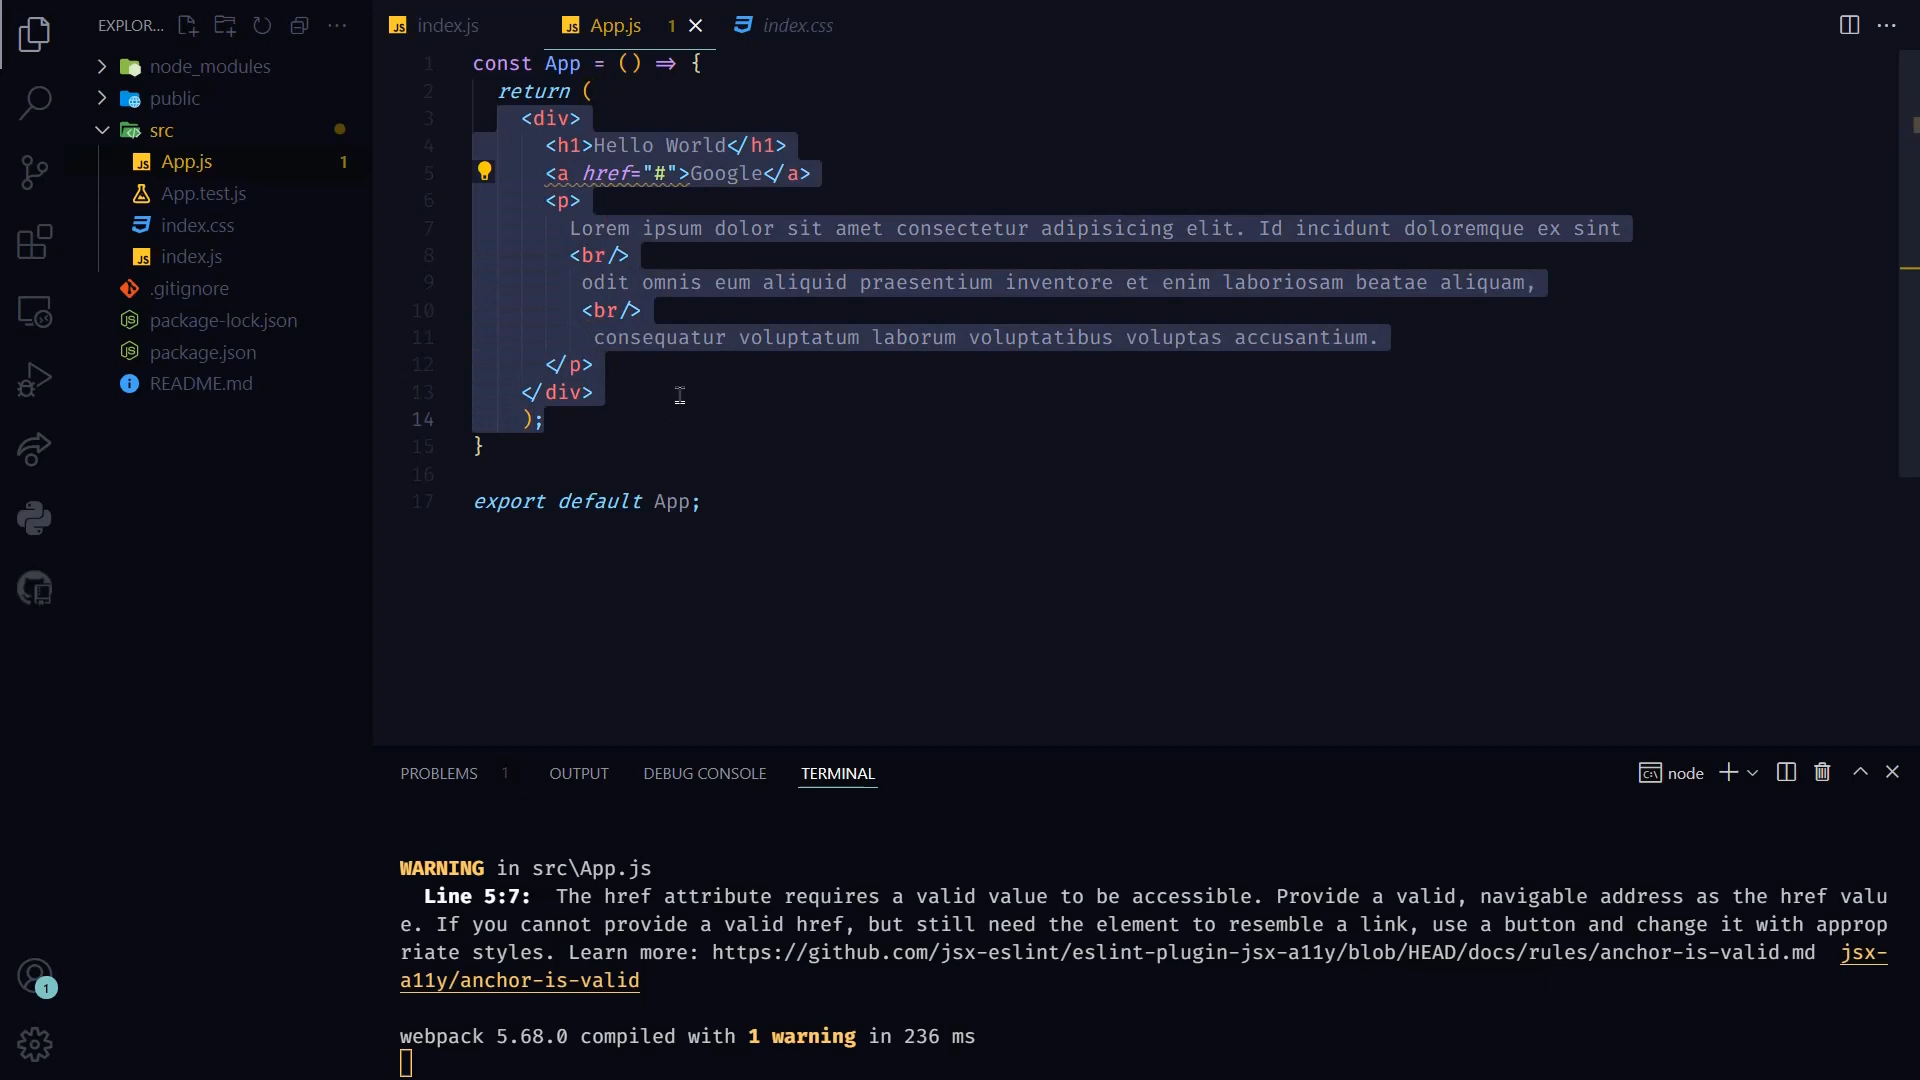 EXPLOR...
node_modules
public
src
App.js 1
App.test.js
index.css
index.js
.gitignore
package-lock.json
package.json
README.md
1
index.js
App.js 1
index.css
1 const App = () => {
2 return (
3 <div>
4 <h1>Hello World</h1>
5 <a href="#">Google</a>
6 <p>
7 Lorem ipsum dolor sit amet consectetur adipisicing elit. Id incidunt doloremque ex sint
8 <br/>
9 odit omnis eum aliquid praesentium inventore et enim laboriosam beatae aliquam,
10 <br/>
11 consequatur voluptatum laborum voluptatibus voluptas accusantium.
12 </p>
13 </div>
14 );
15 }
16
17 export default App;
PROBLEMS 1 OUTPUT DEBUG CONSOLE TERMINAL
node
WARNING in src\App.js
Line 5:7: The href attribute requires a valid value to be accessible. Provide a valid, navigable address as the href valu
e. If you cannot provide a valid href, but still need the element to resemble a link, use a button and change it with approp
riate styles. Learn more: https://github.com/jsx-eslint/eslint-plugin-jsx-a11y/blob/HEAD/docs/rules/anchor-is-valid.md jsx-
a11y/anchor-is-valid
webpack 5.68.0 compiled with 1 warning in 236 ms